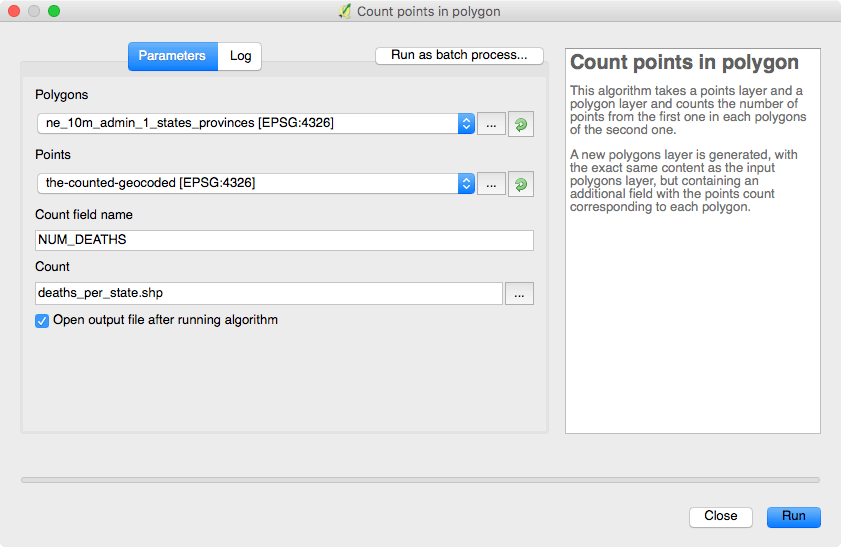 Count points in polygon
Parameters
Log
Run as batch process...
Polygons
ne_10m_admin_1_states_provinces [EPSG:4326]
...
Points
the-counted-geocoded [EPSG:4326]
...
Count field name
NUM_DEATHS
Count
deaths_per_state.shp
...
Open output file after running algorithm
Count points in polygon
This algorithm takes a points layer and a
polygon layer and counts the number of
points from the first one in each polygons
of the second one.
A new polygons layer is generated, with
the exact same content as the input
polygons layer, but containing an
additional field with the points count
corresponding to each polygon.
Close
Run